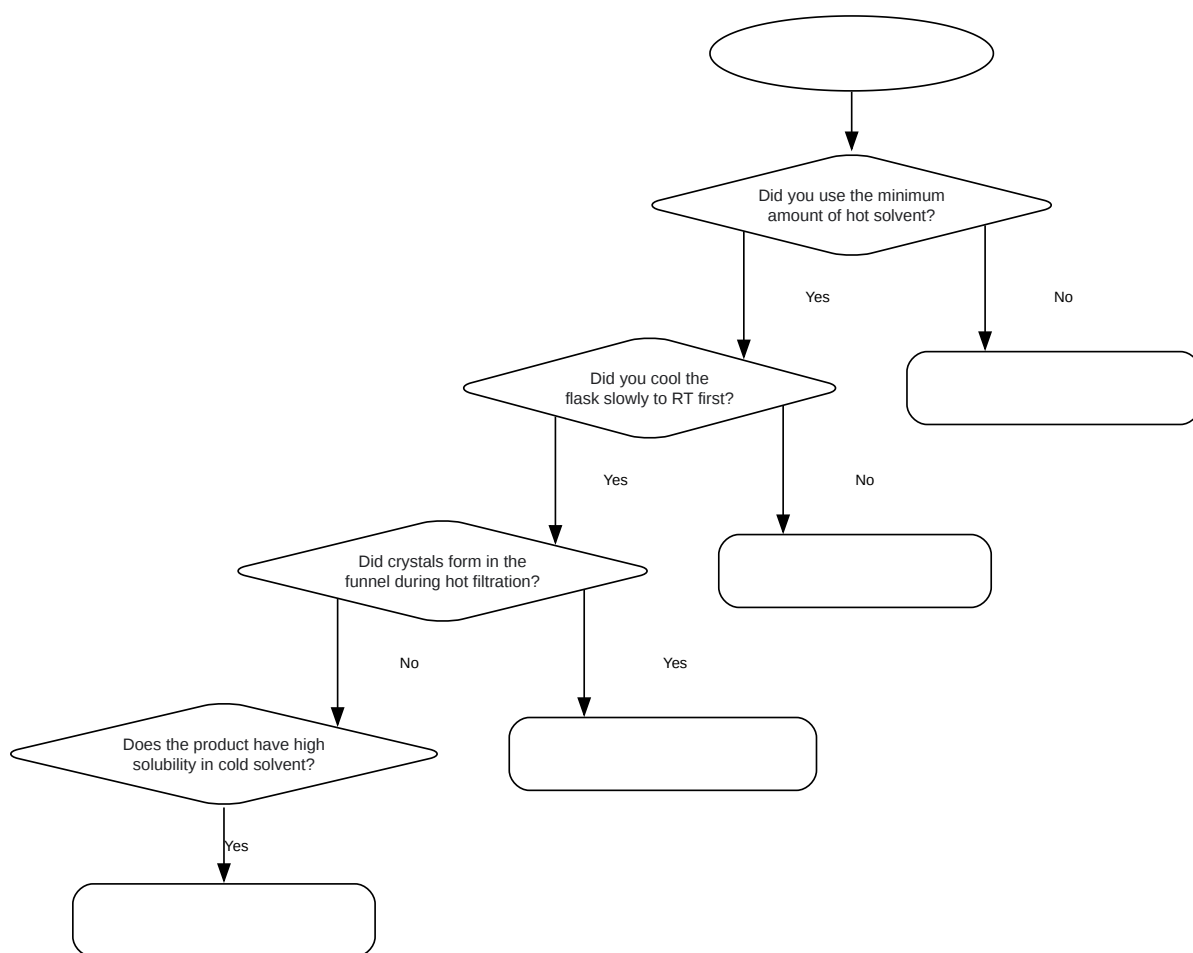 Did you use the minimum
amount of hot solvent?
Yes
No
Did you cool the
flask slowly to RT first?
Yes
No
Did crystals form in the
funnel during hot filtration?
No
Yes
Does the product have high
solubility in cold solvent?
Yes